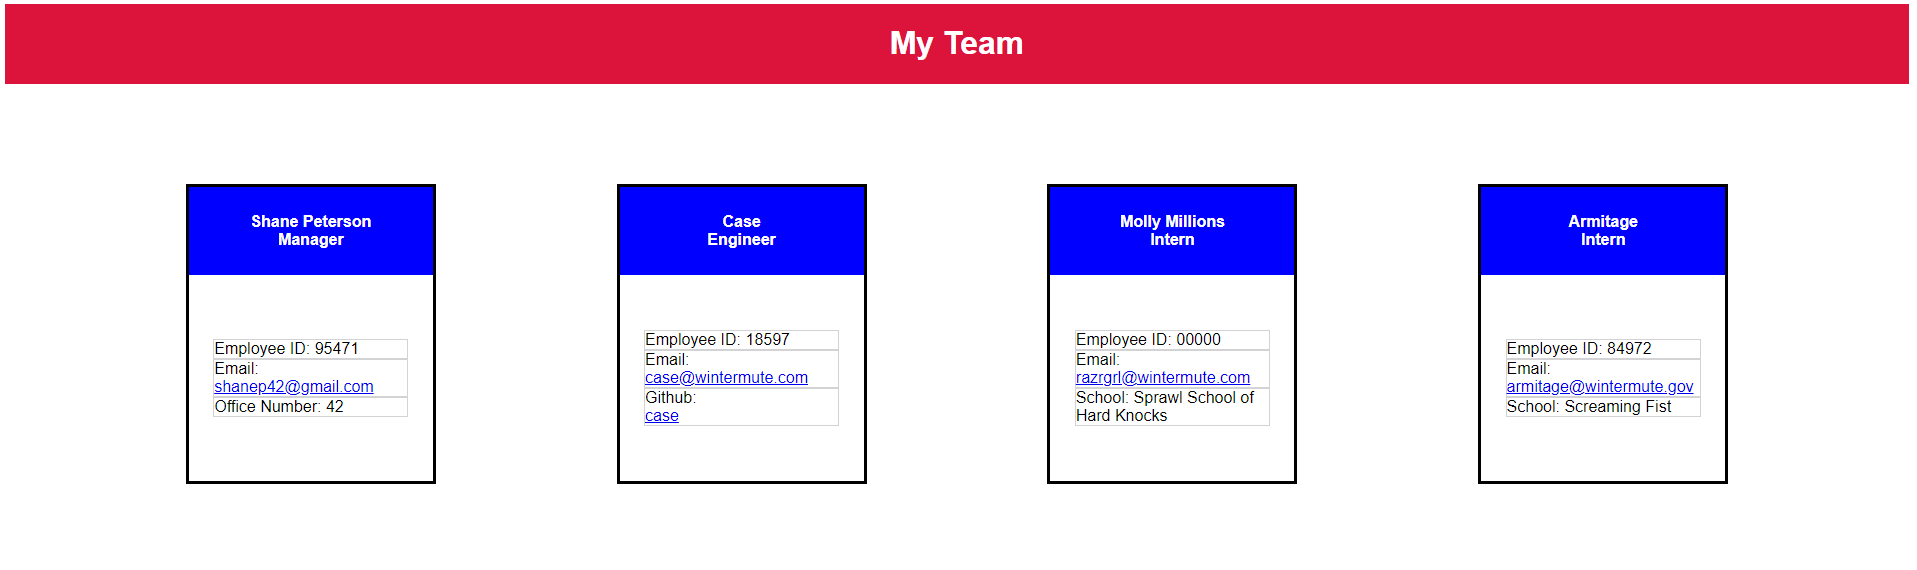 My Team
Shane Peterson
Manager
Employee ID: 95471
Email:
shanep42@gmail.com
Office Number: 42
Case
Engineer
Employee ID: 18597
Email:
case@wintermute.com
Github:
case
Molly Millions
Intern
Employee ID: 00000
Email:
razrgrl@wintermute.com
School: Sprawl School of
Hard Knocks
Armitage
Intern
Employee ID: 84972
Email:
armitage@wintermute.gov
School: Screaming Fist